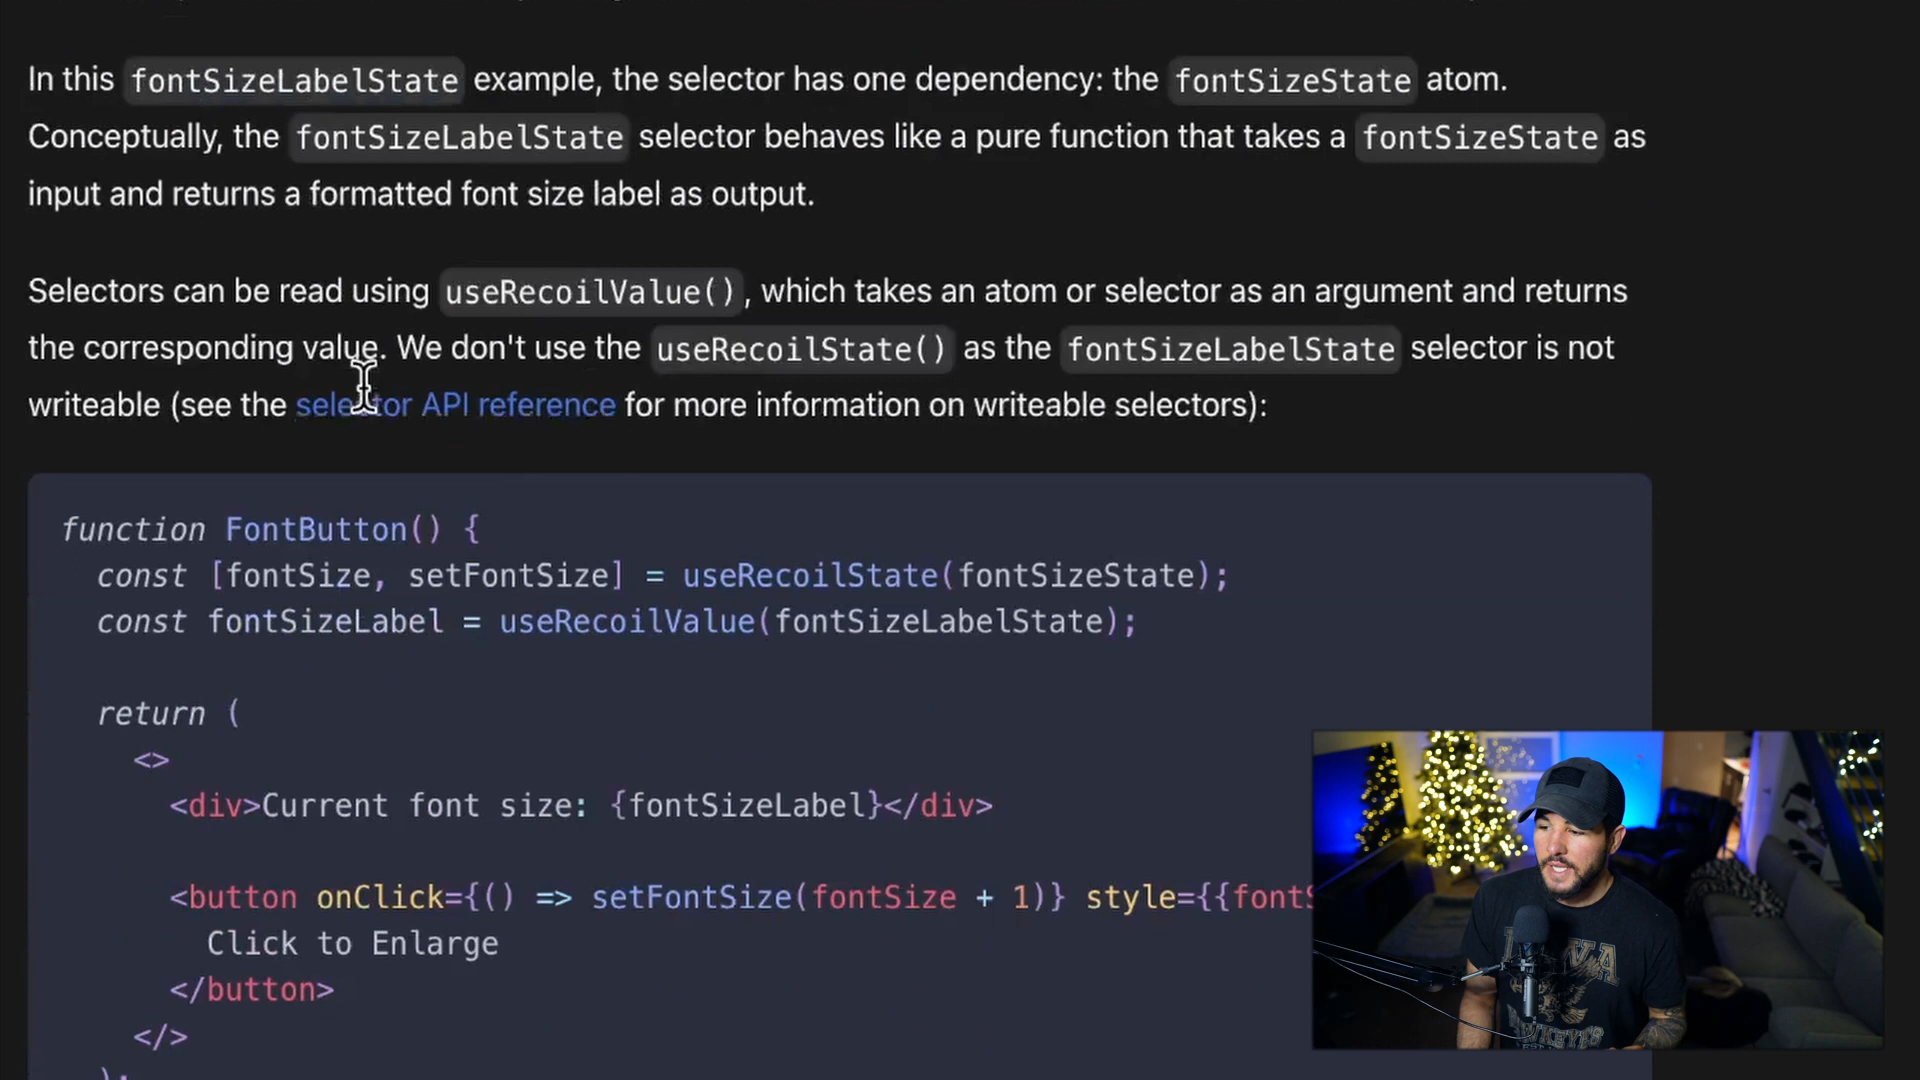 In this fontSizeLabelState example, the selector has one dependency: the fontSizeState atom.
Conceptually, the fontSizeLabelState selector behaves like a pure function that takes a fontSizeState as
input and returns a formatted font size label as output.
Selectors can be read using useRecoilValue(), which takes an atom or selector as an argument and returns
the corresponding value. We don't use the useRecoilState() as the fontSizeLabelState selector is not
writeable (see the selector API reference for more information on writeable selectors):
function FontButton() {
const [fontSize, setFontSize] = useRecoilState(fontSizeState);
const fontSizeLabel = useRecoilValue(fontSizeLabelState);
return (
<>
<div>Current font size: {fontSizeLabel}</div>
<button onClick={() => setFontSize(fontSize + 1)} style={{fontS
Click to Enlarge
</button>
</>
);